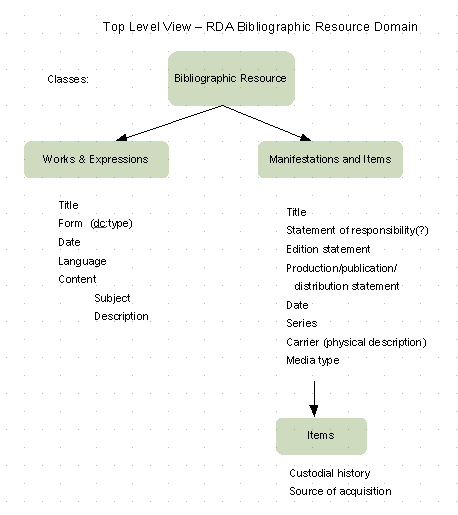 Top Level View – RDA Bibliographic Resource Domain
Classes:
Bibliographic Resource
Works & Expressions
Title
Form (dc:type)
Date
Language
Content
Subject
Description
Manifestations and Items
Title
Statement of responsibility(?)
Edition statement
Production/publication/
distribution statement
Date
Series
Carrier (physical description)
Media type
Items
Custodial history
Source of acquisition